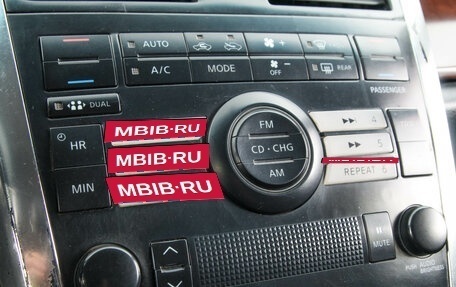 AUTO
+
A/C
MODE
-
OFF
REAR
PASSENGER
DUAL
MBIB·RU
FM
4
HR
MBIB·RU
CD·CHG
5
MIN
MBIB·RU
AM
REPEAT 6
MUTE
PUSH